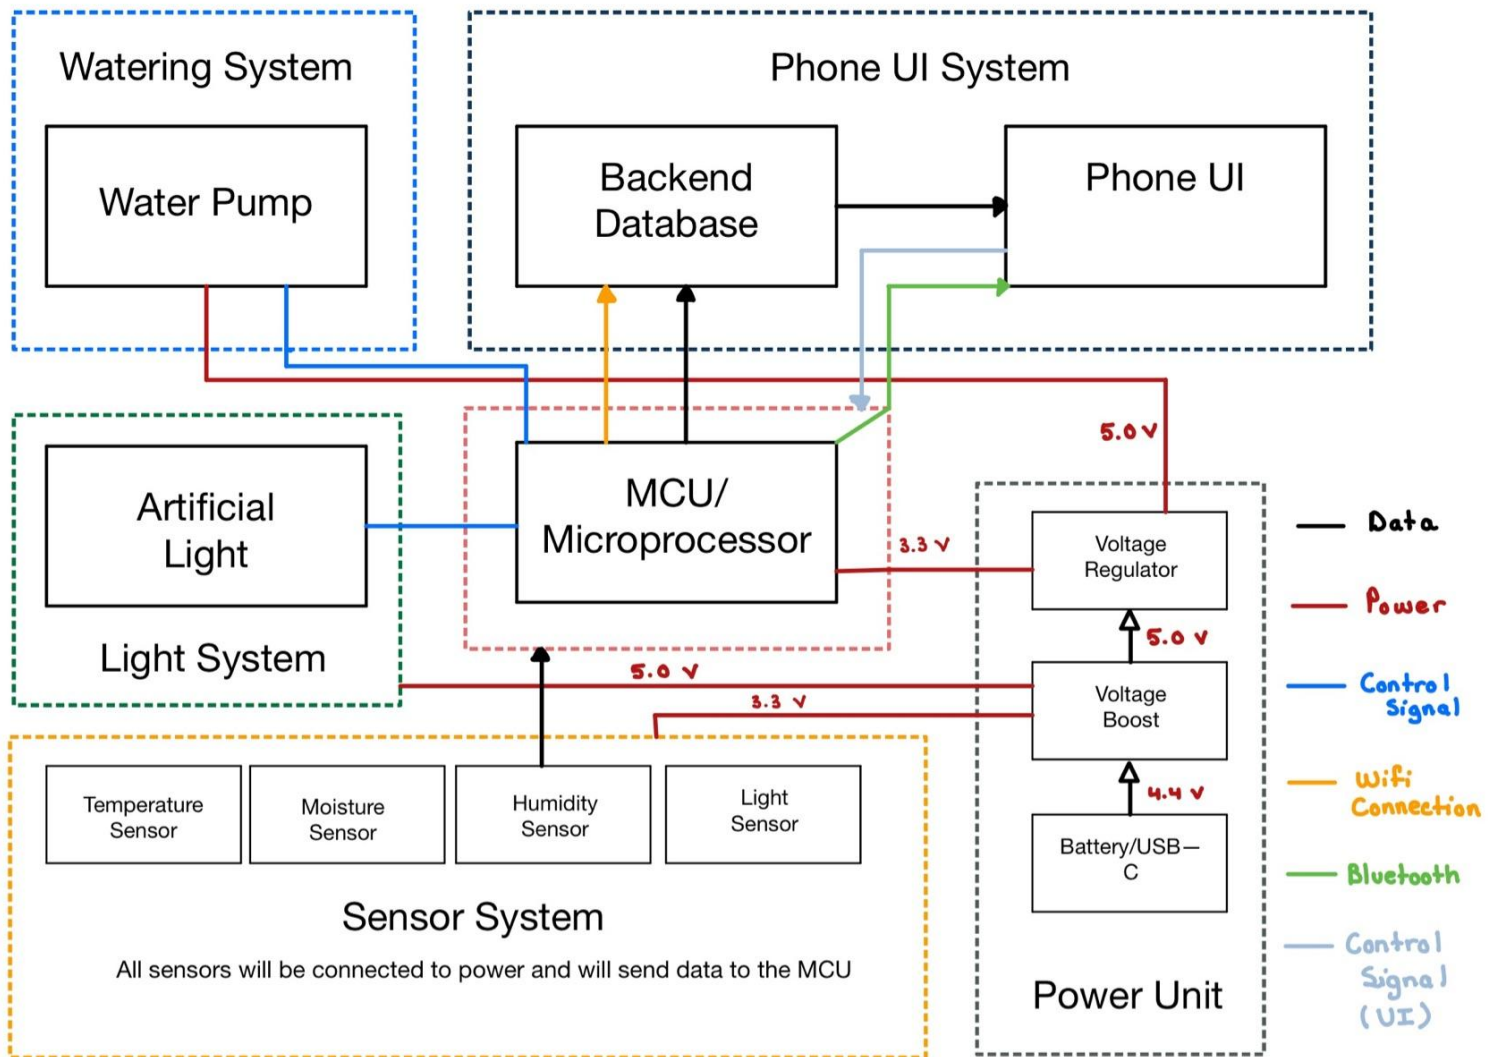 Watering System
Water Pump
Phone UI System
Backend
Database
Phone UI
Artificial
Light
Light System
MCU/
Microprocessor
5.0 V
3.3 V
Voltage
Regulator
5.0 V
Voltage
Boost
4.4 V
Battery/USB—
C
Power Unit
5.0 V
3.3 V
Temperature
Sensor
Moisture
Sensor
Humidity
Sensor
Light
Sensor
Sensor System
All sensors will be connected to power and will send data to the MCU
Data
Power
Control
Signal
Wifi
Connection
Bluetooth
Control
Signal
(UI)